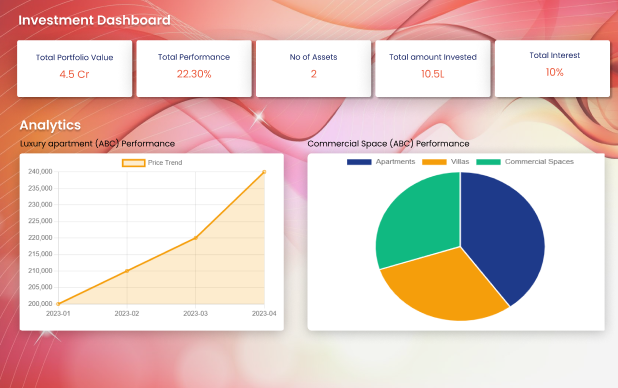 Investment Dashboard
Total Portfolio Value
4.5 Cr
Total Performance
22.30%
No of Assets
2
Total amount Invested
10.5L
Total Interest
10%
Analytics
Luxury apartment (ABC) Performance
Price Trend
240,000
235,000
230,000
225,000
220,000
215,000
210,000
205,000
200,000
2023-01 2023-02 2023-03 2023-04
Commercial Space (ABC) Performance
Apartments Villas Commercial Spaces